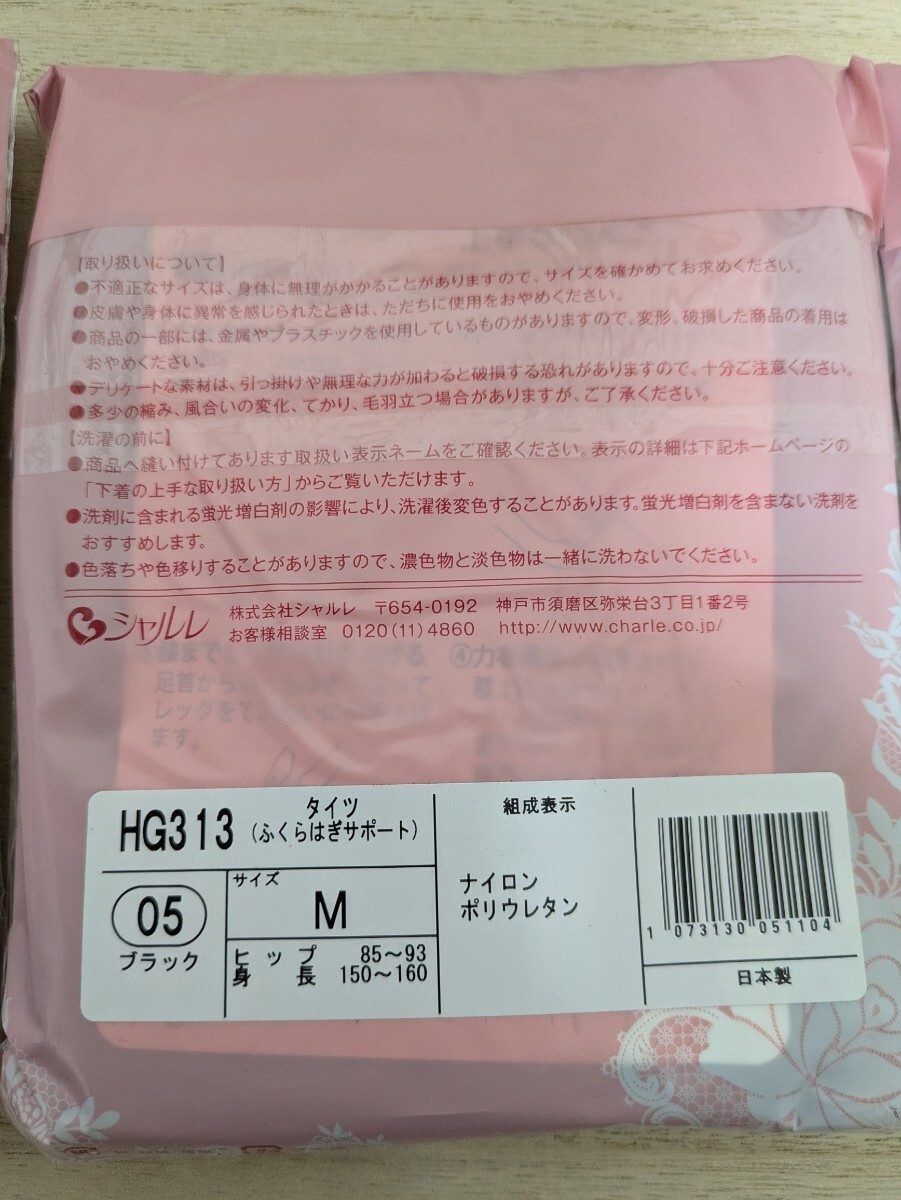 【取り扱いについて】
●不適正なサイズは、身体に無理がかかることがありますので、サイズを確かめてお求めください。
●皮膚や身体に異常を感じられたときは、ただちに使用をおやめください。
●商品の一部には、金属やプラスチックを使用しているものがありますので、変形、破損した商品の着用は
おやめください。
●デリケートな素材は、引っ掛けや無理な力が加わると破損する恐れがありますので、十分ご注意ください。
●多少の縮み、風合いの変化、てかり、毛羽立つ場合がありますが、ご了承ください。
【洗濯の前に】
●商品へ縫い付けてあります取扱い表示ネームをご確認ください。表示の詳細は下記ホームページの
「下着の上手な取り扱い方」からご覧いただけます。
●洗剤に含まれる蛍光増白剤の影響により、洗濯後変色することがあります。蛍光増白剤を含まない洗剤を
おすすめします。
●色落ちや色移りすることがありますので、濃色物と淡色物は一緒に洗わないでください。
シャルレ 株式会社シャルレ 〒654-0192 神戸市須磨区弥栄台3丁目1番2号
お客様相談室 0120(11)4860 http://www.charle.co.jp/
膝まで
④力を
足首から
レッグを
ます。
HG313 タイツ
(ふくらはぎサポート)
05
ブラック
サイズ
M
ヒップ 85～93
身長 150～160
組成表示
ナイロン
ポリウレタン
1 073130 051104
日本製